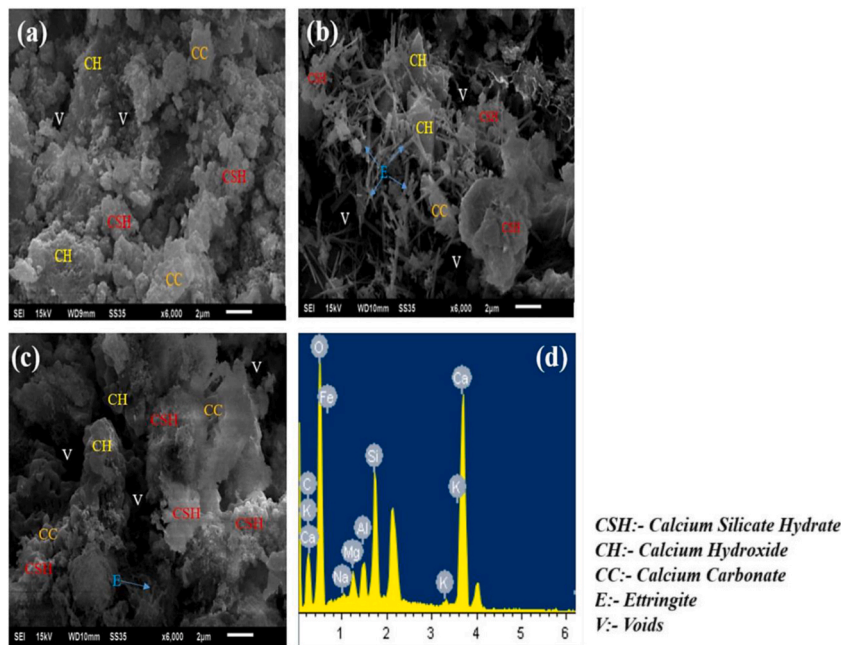 (a)
CC
CH
V
V
CSH
CSH
CH
CC
SEI 15kV WD9mm SS35 x6,000 2μm
(b)
CH
CSH
V
CSH
CH
E
CC
V
CSH
V
SEI 15kV WD10mm SS35 x6,000 2μm
(c)
V
CH
CSH
CC
CH
V
V
CSH
CSH
CC
CSH
E
SEI 15kV WD10mm SS35 x6,000 2μm
(d)
O
Fe
Ca
Si
C
K
K
Al
Ca
Mg
Na
K
1 2 3 4 5 6
CSH:- Calcium Silicate Hydrate
CH:- Calcium Hydroxide
CC:- Calcium Carbonate
E:- Ettringite
V:- Voids